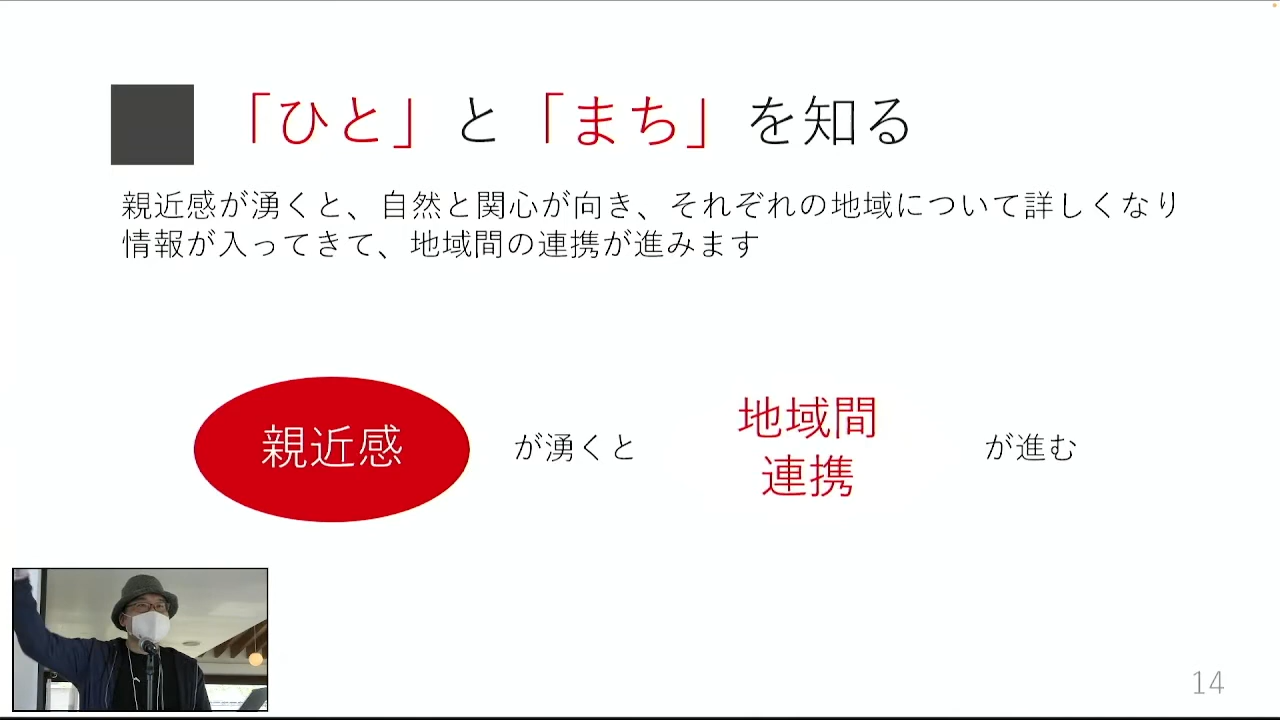 「ひと」と「まち」を知る
親近感が湧くと、自然と関心が向き、それぞれの地域について詳しくなり
情報が入ってきて、地域間の連携が進みます
親近感
が湧くと
地域間
連携
が進む
14